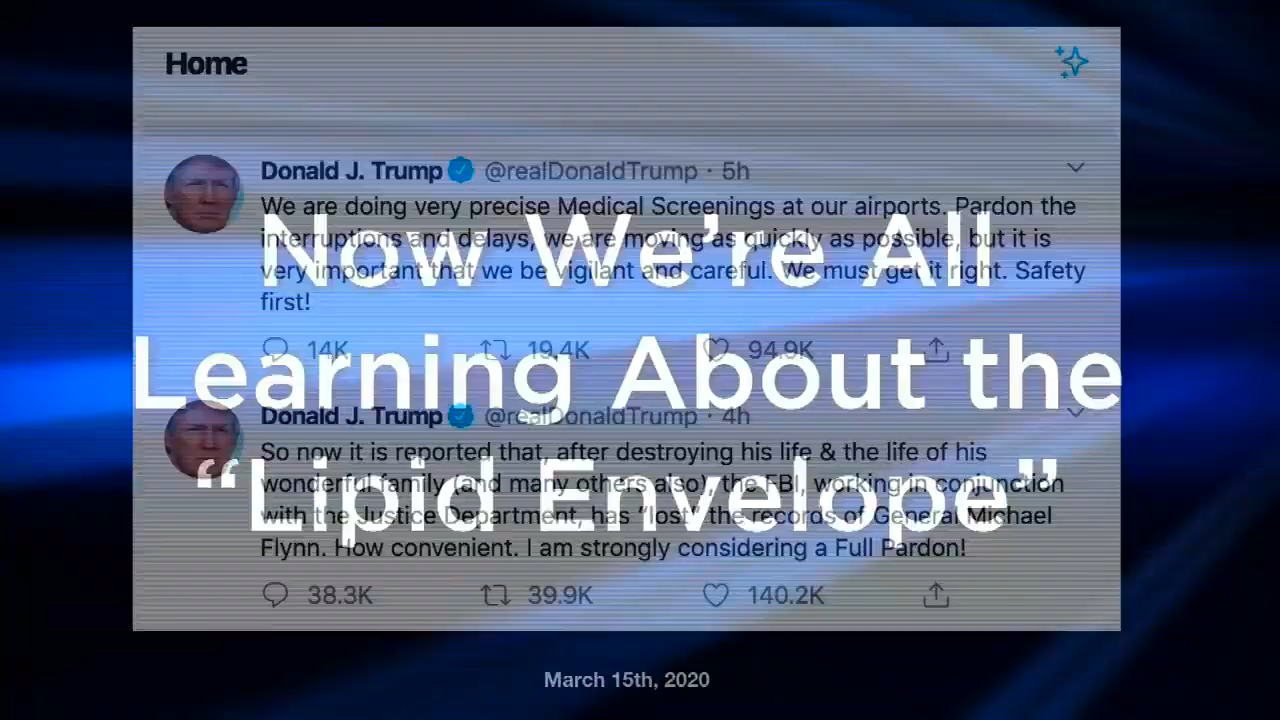 Home
Donald J. Trump @realDonaldTrump · 5h
We are doing very precise Medical Screenings at our airports. Pardon the
interruptions and delays, we are moving as quickly as possible, but it is
very important that we be vigilant and careful. We must get it right. Safety
first!
14K 19.4K 94.9K
Donald J. Trump @realDonaldTrump · 4h
So now it is reported that, after destroying his life & the life of his
wonderful family (and many others also), the FBI, working in conjunction
with the Justice Department, has “lost” the records of General Michael
Flynn. How convenient. I am strongly considering a Full Pardon!
38.3K 39.9K 140.2K
Now We’re All
Learning About the
“Lipid Envelope”
March 15th, 2020